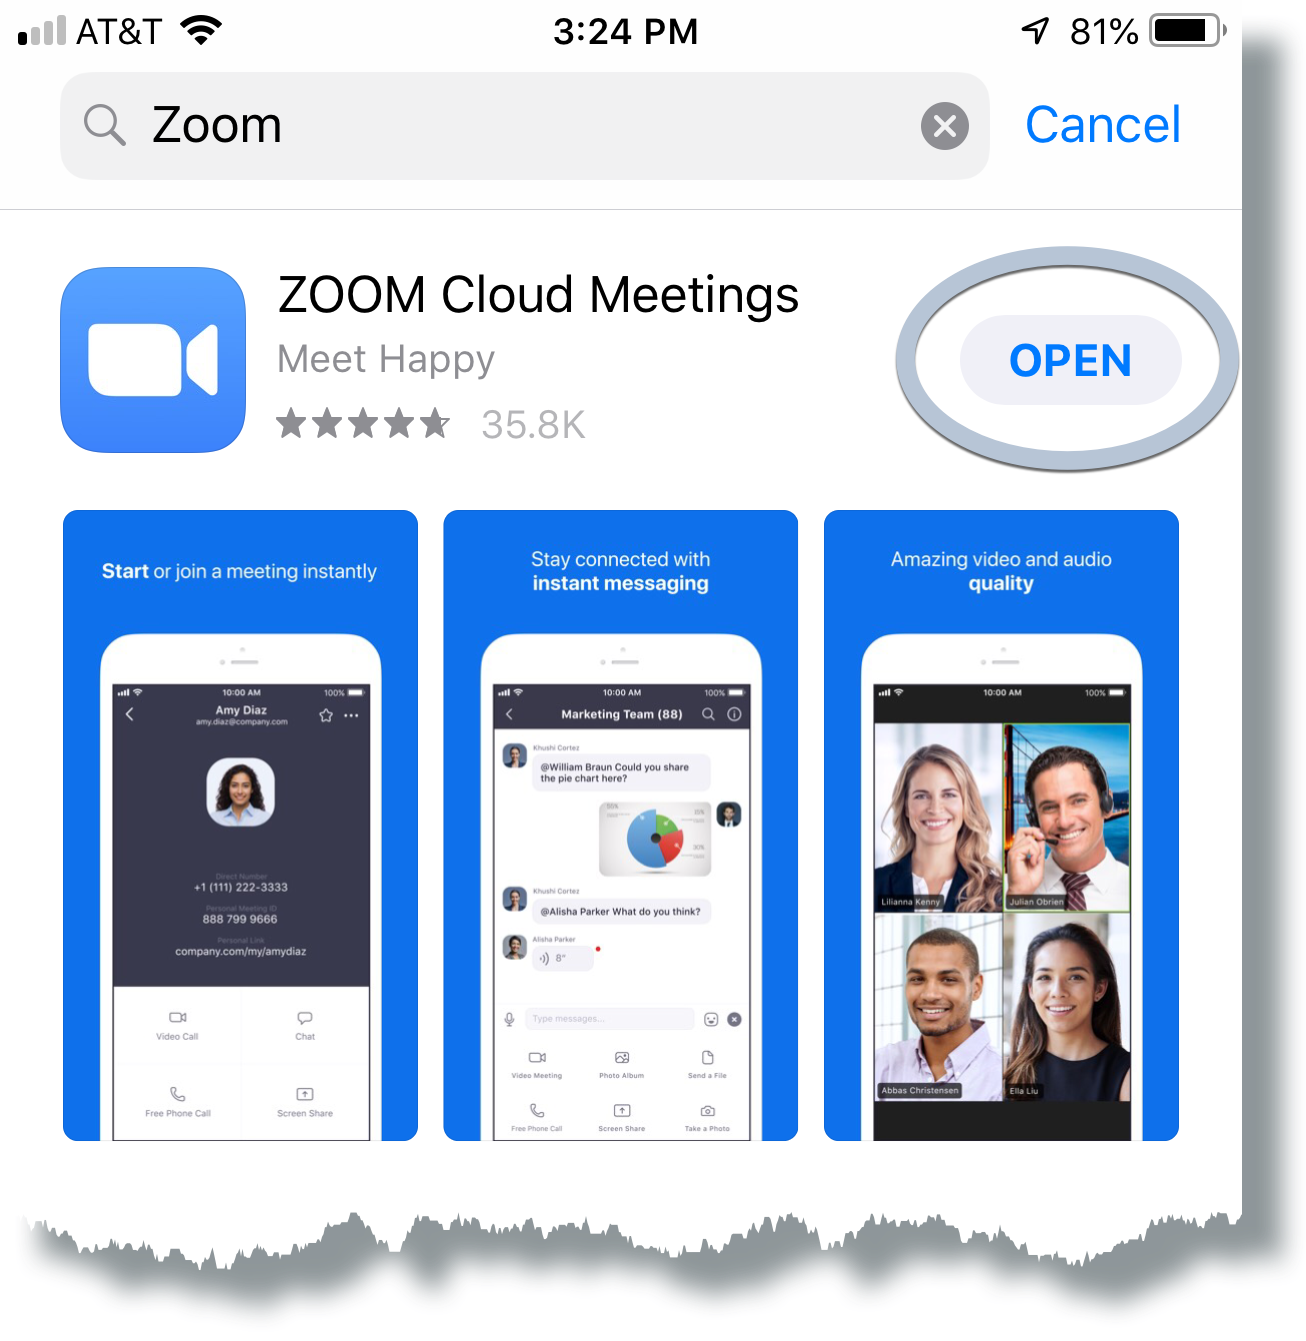 AT&T 3:24 PM 81%
Zoom
Cancel
ZOOM Cloud Meetings
Meet Happy
35.8K
OPEN
Start or join a meeting instantly
10:00 AM 100%
Amy Diaz
amy.diaz@company.com
Direct Number
+1 (111) 222-3333
Personal Meeting ID
888 799 9666
Personal Link
company.com/my/amydiaz
Video Call
Chat
Free Phone Call
Screen Share
Stay connected with
instant messaging
10:00 AM 100%
Marketing Team (88)
Khushi Cortez
@William Braun Could you share
the pie chart here?
Khushi Cortez
@Alisha Parker What do you think?
Alisha Parker
8"
Type messages...
Video Meeting
Photo Album
Send a File
Free Phone Call
Screen Share
Take a Photo
Amazing video and audio
quality
10:00 AM 100%
Lilianna Kenny
Julian Obrien
Abbas Christensen
Ella Liu